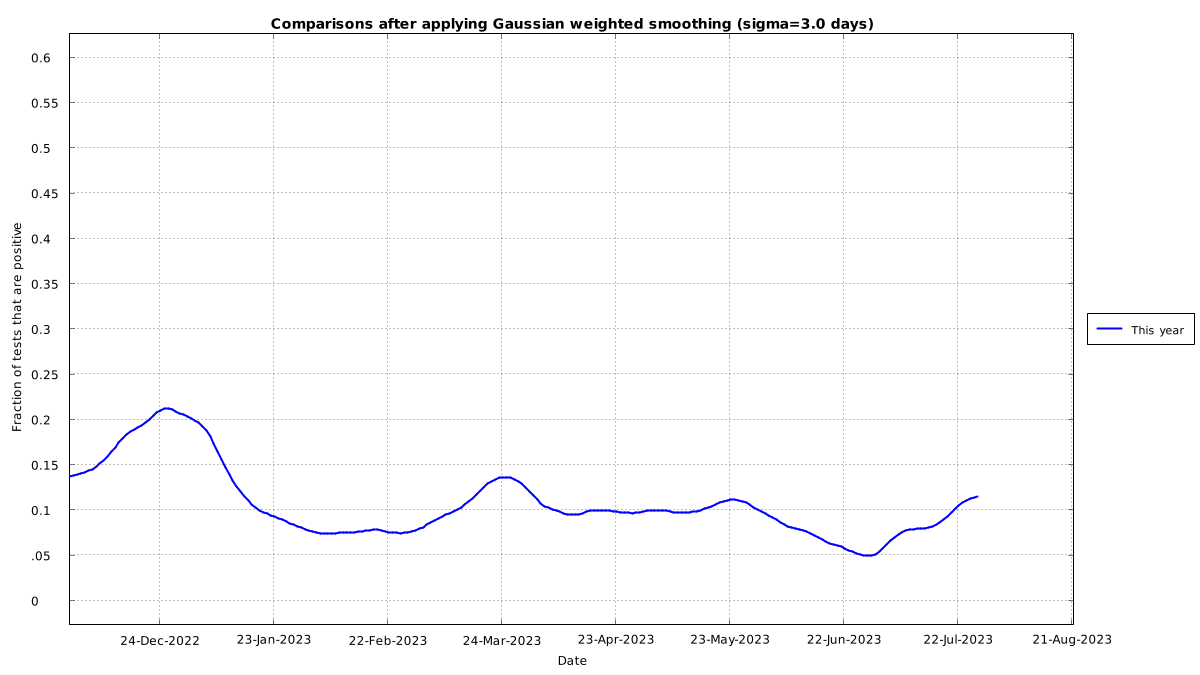 Comparisons after applying Gaussian weighted smoothing (sigma=3.0 days)
0.6
0.55
0.5
0.45
0.4
0.35
0.3
0.25
0.2
0.15
0.1
.05
0
Fraction of tests that are positive
This year
24-Dec-2022 23-Jan-2023 22-Feb-2023 24-Mar-2023 23-Apr-2023 23-May-2023 22-Jun-2023 22-Jul-2023 21-Aug-2023
Date